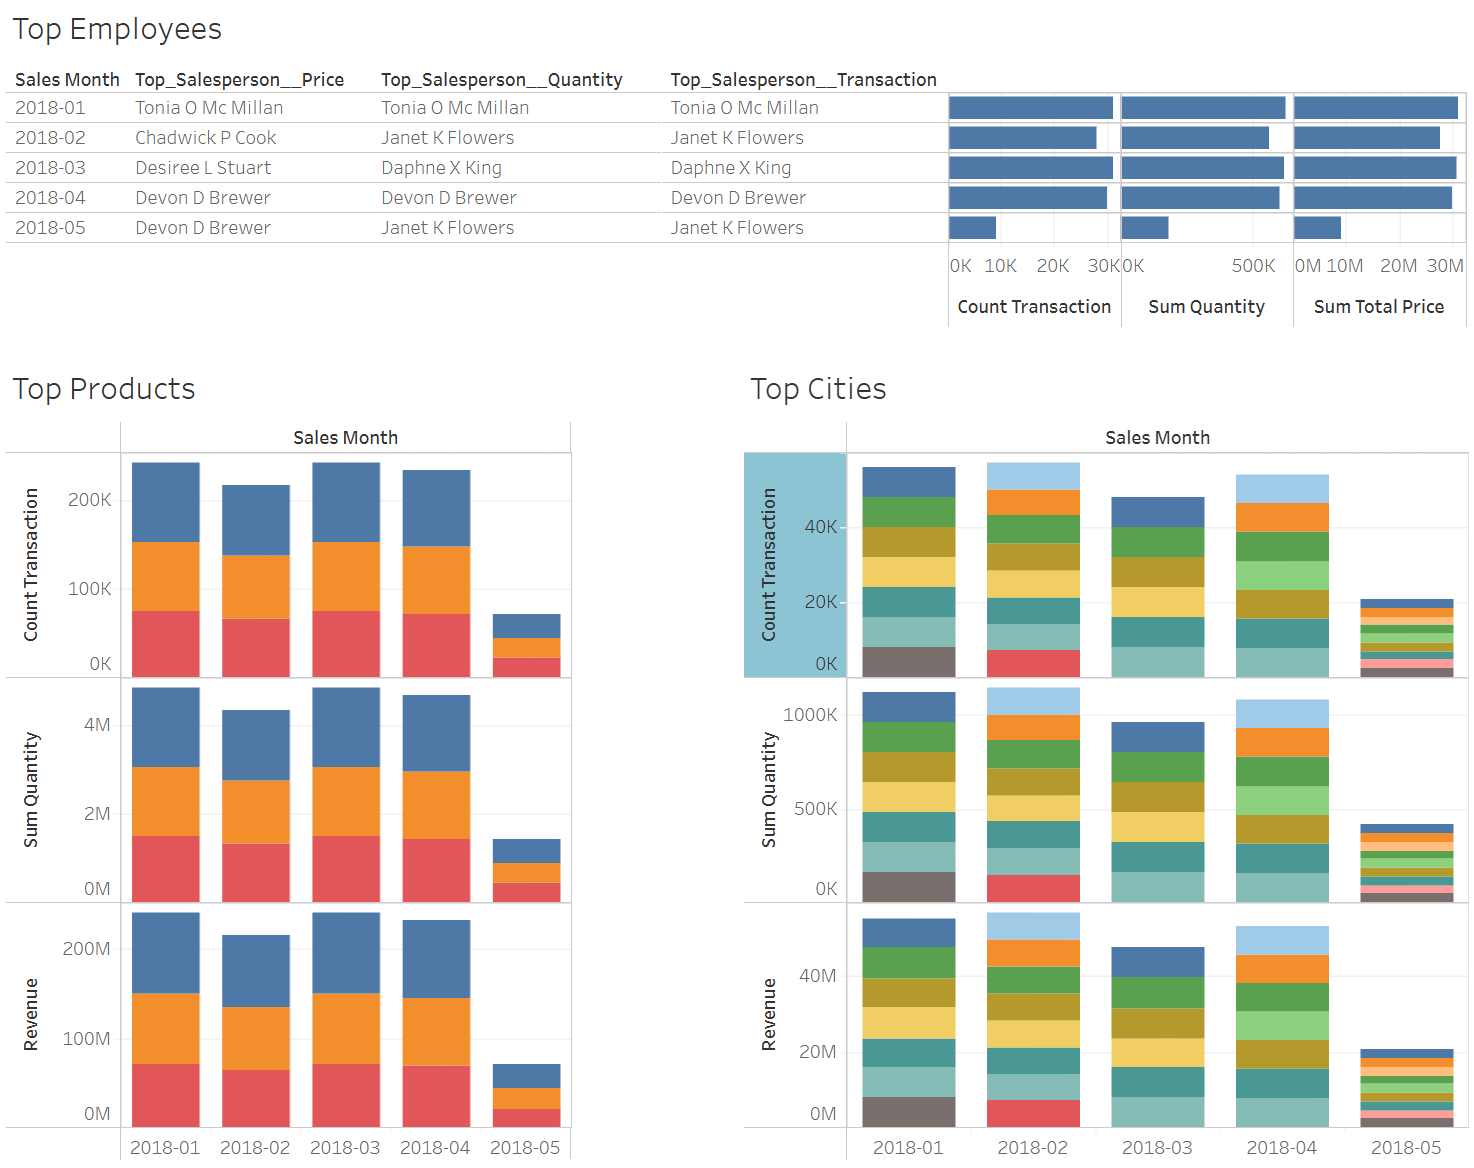 Top Employees
Sales Month Top_Salesperson__Price Top_Salesperson__Quantity Top_Salesperson__Transaction
2018-01 Tonia O Mc Millan Tonia O Mc Millan Tonia O Mc Millan
2018-02 Chadwick P Cook Janet K Flowers Janet K Flowers
2018-03 Desiree L Stuart Daphne X King Daphne X King
2018-04 Devon D Brewer Devon D Brewer Devon D Brewer
2018-05 Devon D Brewer Janet K Flowers Janet K Flowers
0K 10K 20K 30K 0K 500K 0M 10M 20M 30M
Count Transaction Sum Quantity Sum Total Price
Top Products
Sales Month
Count Transaction
200K
100K
0K
Sum Quantity
4M
2M
0M
Revenue
200M
100M
0M
2018-01 2018-02 2018-03 2018-04 2018-05
Top Cities
Sales Month
Count Transaction
40K
20K
0K
Sum Quantity
1000K
500K
0K
Revenue
40M
20M
0M
2018-01 2018-02 2018-03 2018-04 2018-05